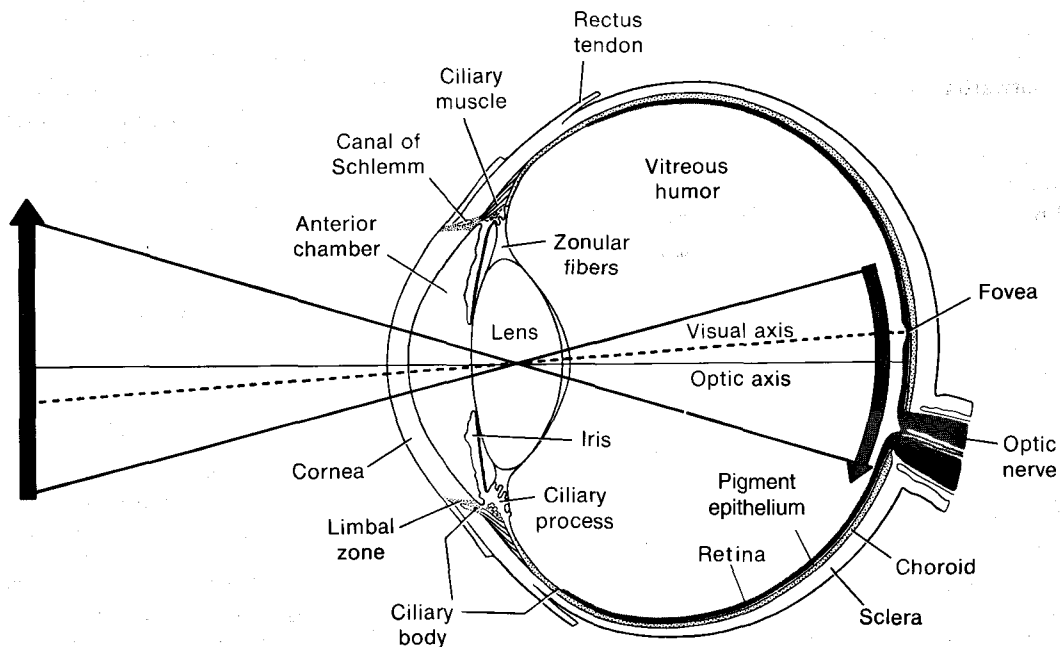 Rectus
tendon
Ciliary
muscle
Canal of
Schlemm
Vitreous
humor
Anterior
chamber
Zonular
fibers
Fovea
Lens
Visual axis
Optic axis
Iris
Cornea
Optic
nerve
Ciliary
process
Pigment
epithelium
Limbal
zone
Retina
Choroid
Sclera
Ciliary
body